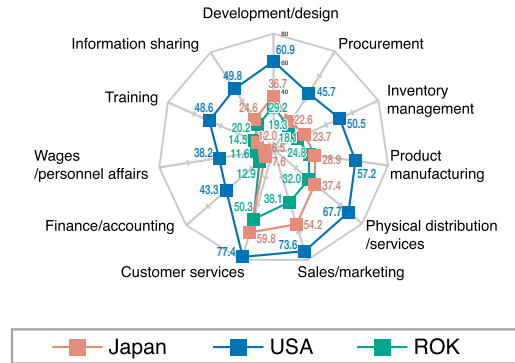 Development/design
80
60.9
60
Information sharing
Procurement
49.8
40
36.7
45.7
Training
Inventory
management
48.6
24.6
29.2
22.6
50.5
20.2
19.3
23.7
14.5
12.0
Wages
/personnel affairs
38.2
11.6
24.8
28.9
Product
manufacturing
57.2
7.6
12.9
32.0
37.4
43.3
38.1
Finance/accounting
50.3
67.7
Physical distribution
/services
59.8
54.2
77.4
73.6
Customer services
Sales/marketing
Japan
USA
ROK